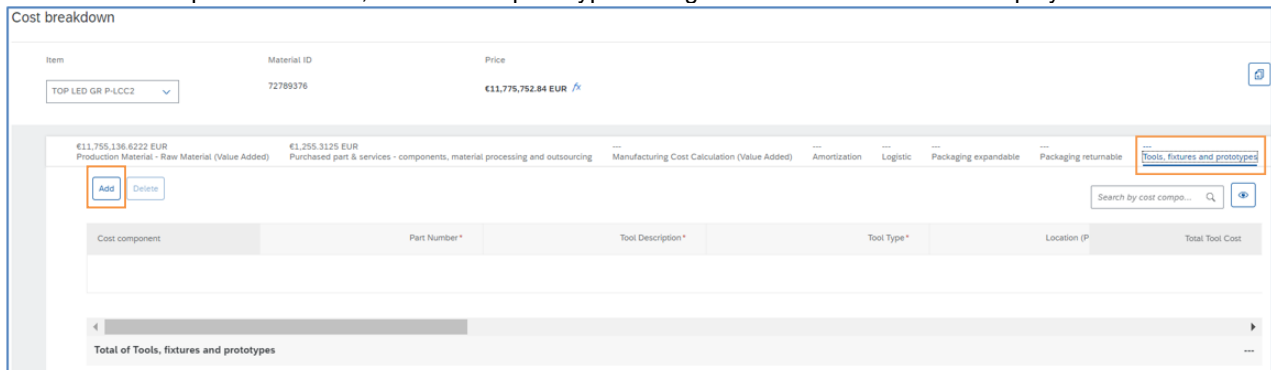 Cost breakdown
Item Material ID Price
TOP LED GR P-LCC2 72789376 €11,775,752.84 EUR fx
€11,755,136.6222 EUR €1,255.3125 EUR --- --- --- --- --- ---
Production Material - Raw Material (Value Added) Purchased part & services - components, material processing and outsourcing Manufacturing Cost Calculation (Value Added) Amortization Logistic Packaging expandable Packaging returnable Tools, fixtures and prototypes
Add Delete Search by cost compo...
Cost component Part Number* Tool Description* Tool Type* Location (P Total Tool Cost
Total of Tools, fixtures and prototypes ---